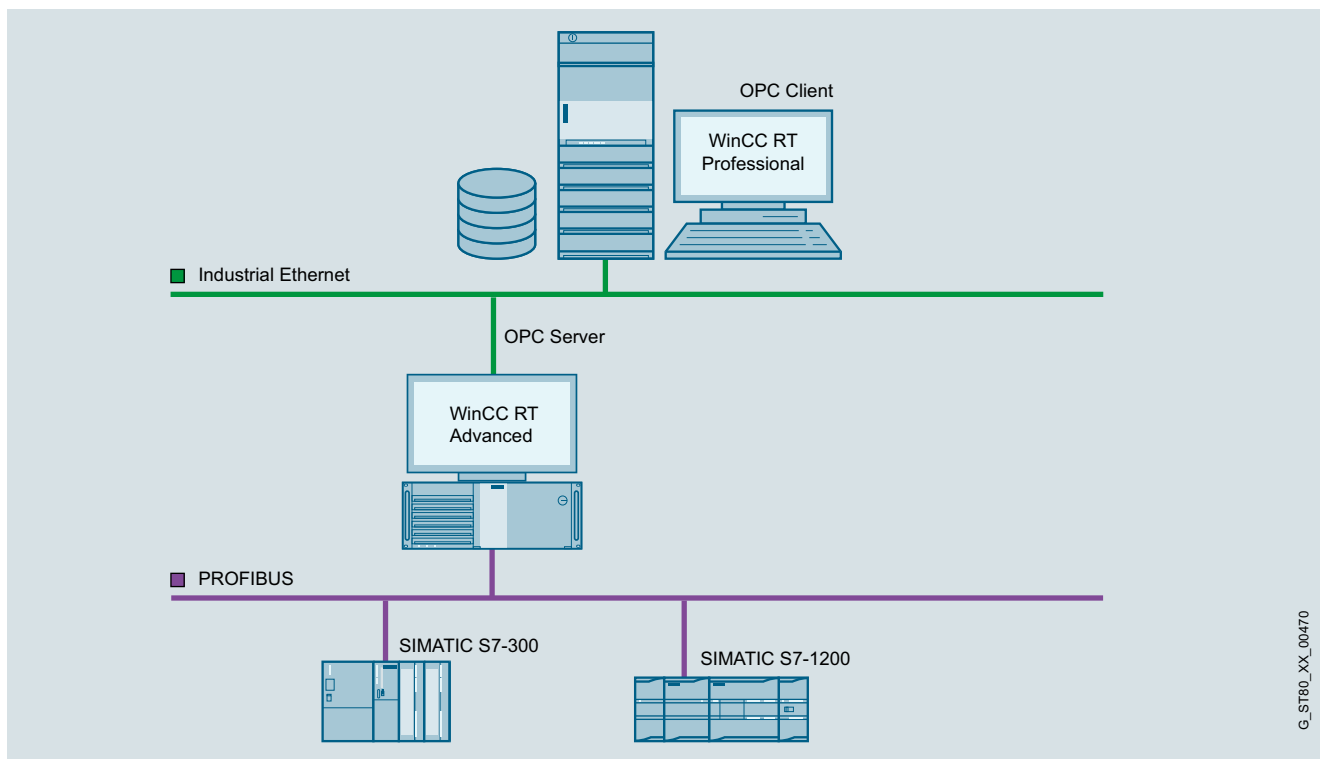 OPC Client
WinCC RT
Professional
Industrial Ethernet
OPC Server
WinCC RT
Advanced
PROFIBUS
SIMATIC S7-300
SIMATIC S7-1200
G_ST80_XX_00470